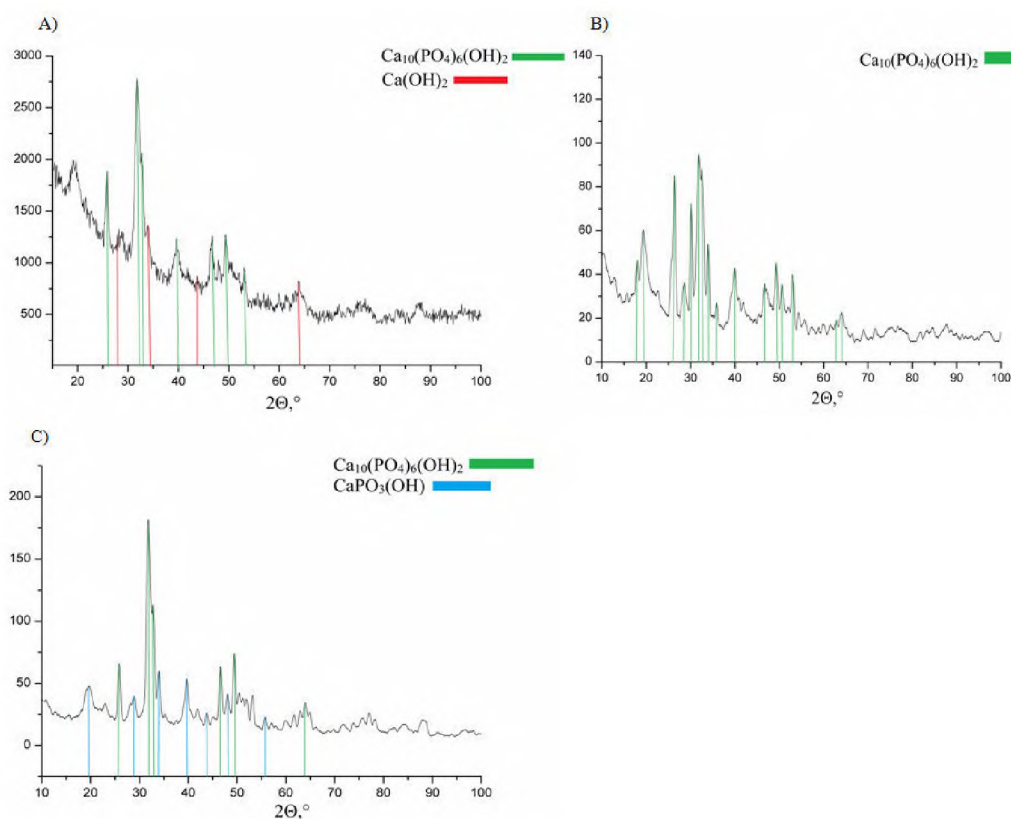 A)
Ca₁₀(PO₄)₆(OH)₂
Ca(OH)₂
3000
2500
2000
1500
1000
500
20 30 40 50 60 70 80 90 100
2Θ,°
B)
Ca₁₀(PO₄)₆(OH)₂
140
120
100
80
60
40
20
0
10 20 30 40 50 60 70 80 90 100
2Θ,°
C)
Ca₁₀(PO₄)₆(OH)₂
CaPO₃(OH)
200
150
100
50
0
10 20 30 40 50 60 70 80 90 100
2Θ,°